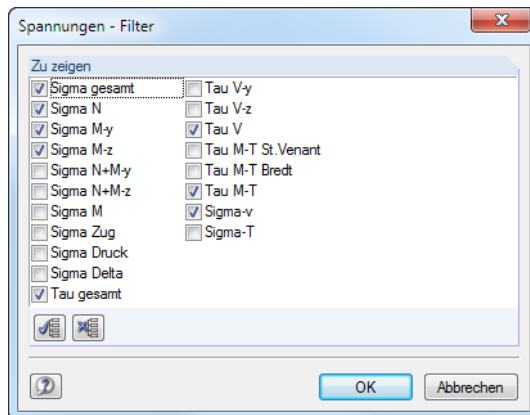 Spannungen - Filter
Zu zeigen
Sigma gesamt
Sigma N
Sigma M-y
Sigma M-z
Sigma N+M-y
Sigma N+M-z
Sigma M
Sigma Zug
Sigma Druck
Sigma Delta
Tau gesamt
Tau V-y
Tau V-z
Tau V
Tau M-T St.Venant
Tau M-T Bredt
Tau M-T
Sigma-v
Sigma-T
OK
Abbrechen